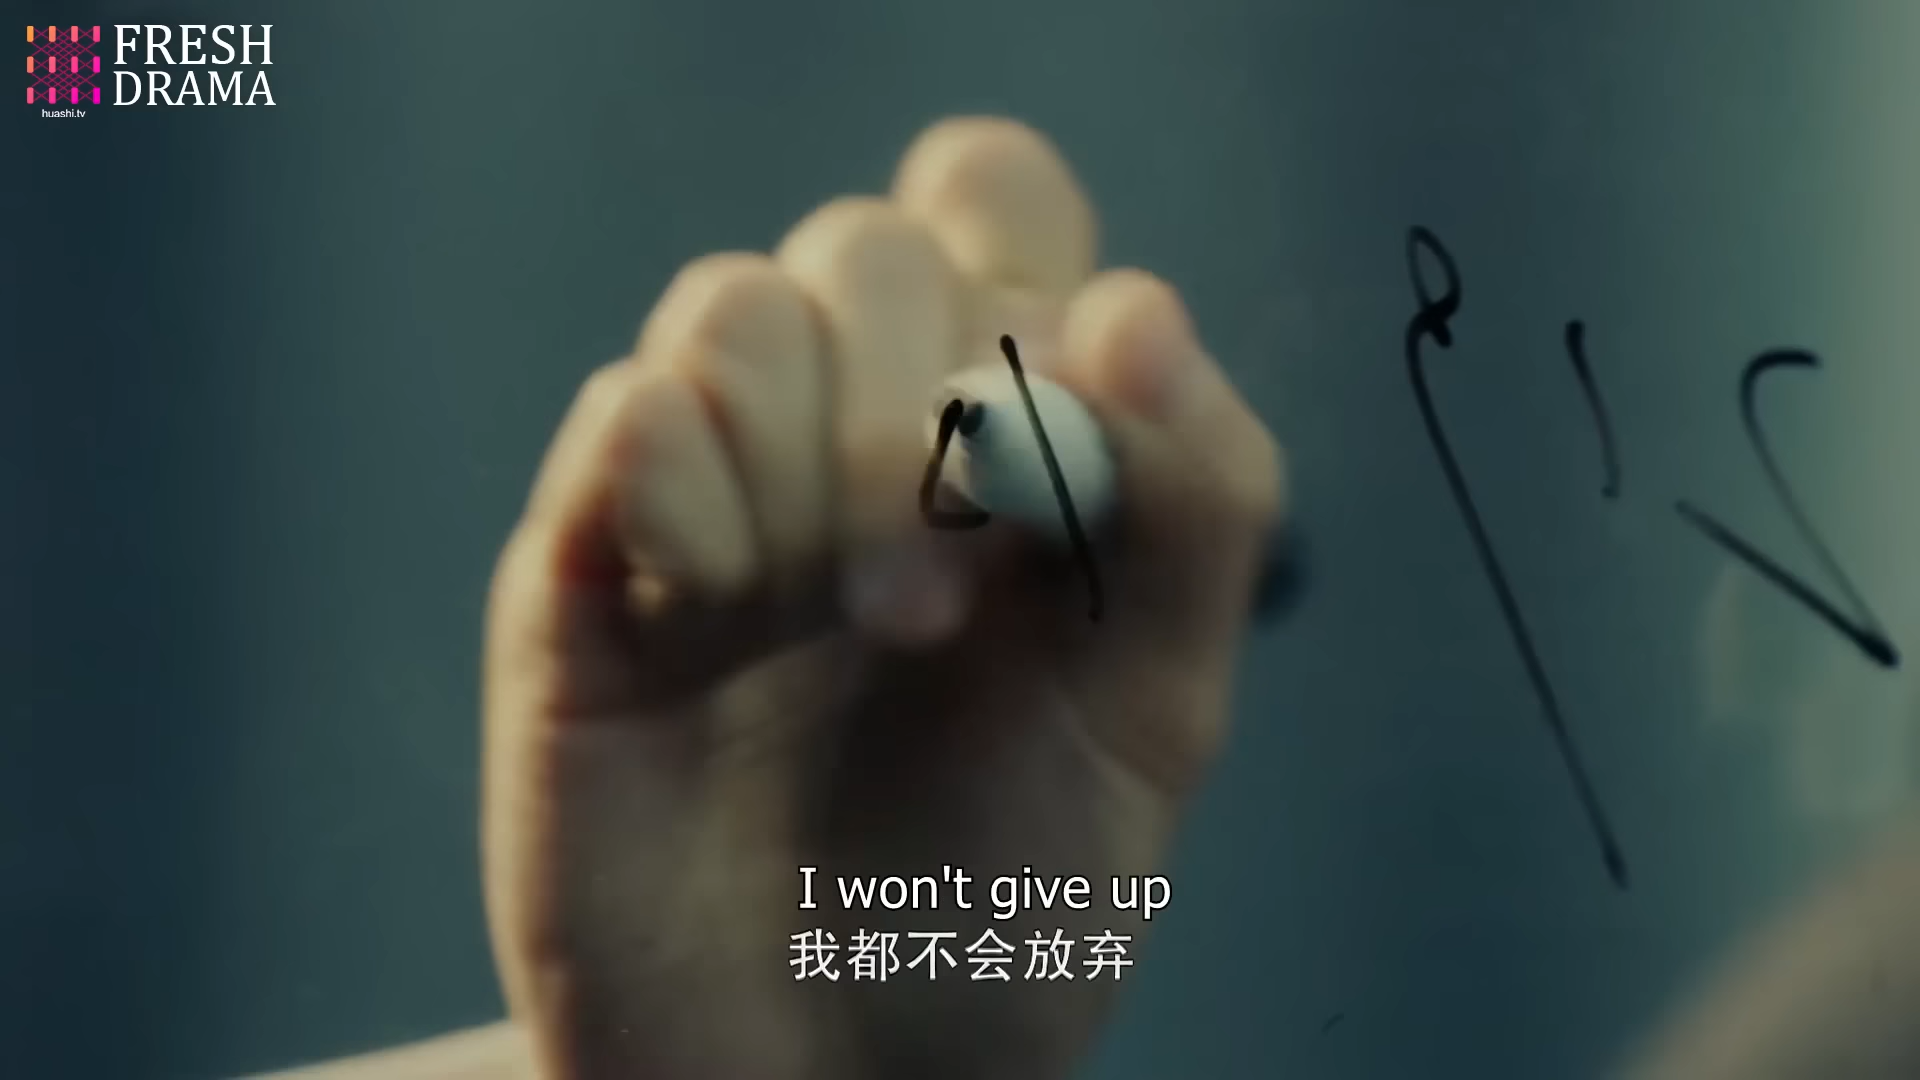 FRESH
DRAMA
huashi.tv
I won't give up
我都不会放弃